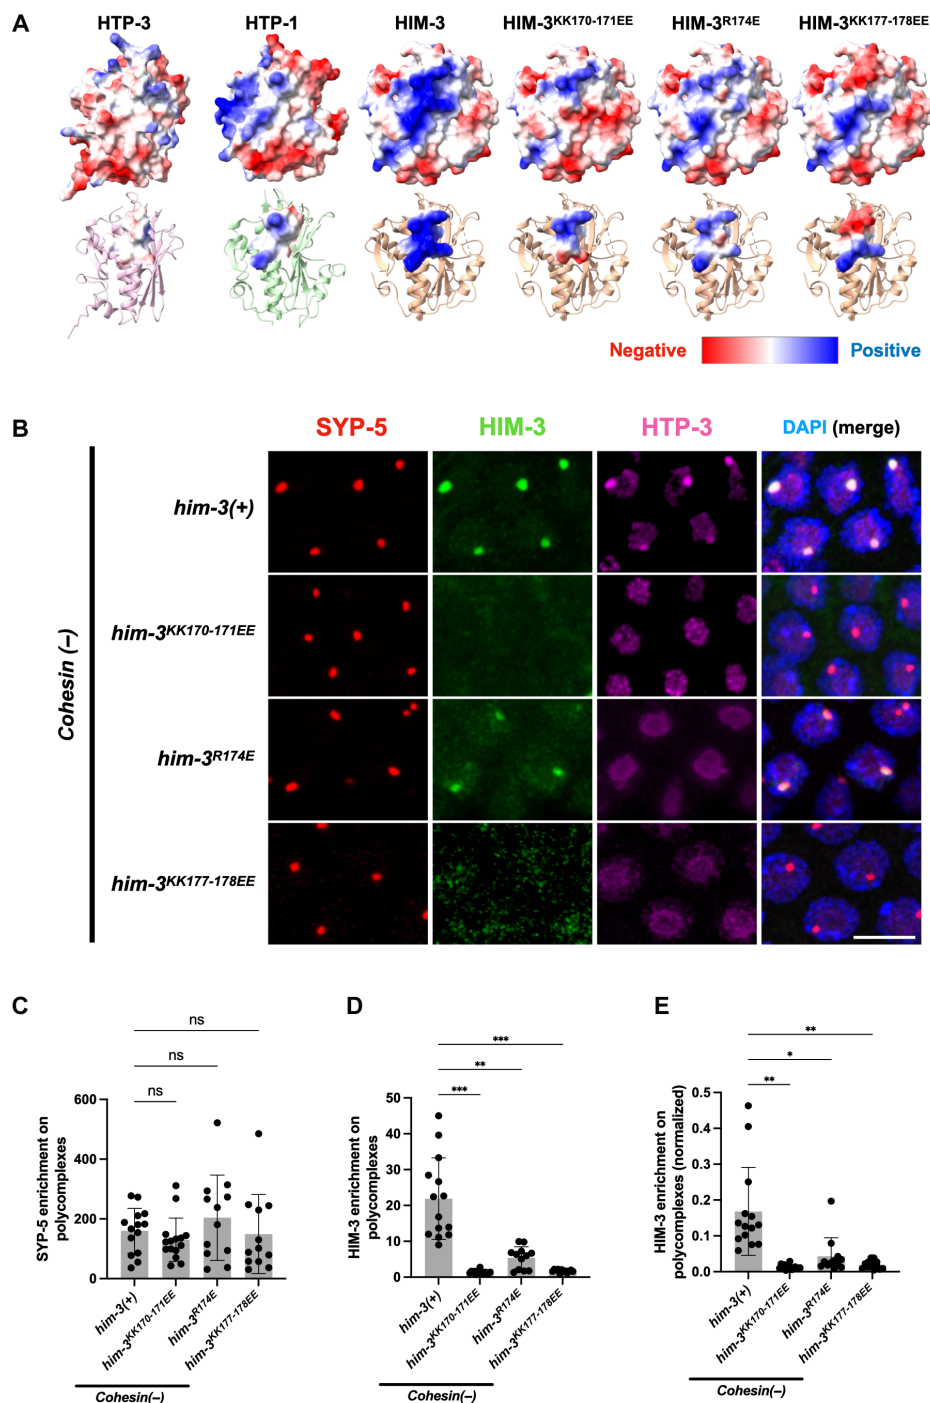 A
HTP-3 HTP-1 HIM-3 HIM-3KK170-171EE HIM-3R174E HIM-3KK177-178EE
Negative Positive
B
SYP-5 HIM-3 HTP-3 DAPI (merge)
Cohesin (–)
him-3(+)
him-3KK170-171EE
him-3R174E
him-3KK177-178EE
C
ns
ns
ns
SYP-5 enrichment on
polycomplexes
600
400
200
0
him-3(+)
him-3KK170-171EE
him-3R174E
him-3KK177-178EE
Cohesin(–)
D
***
**
***
HIM-3 enrichment on
polycomplexes
50
40
30
20
10
0
him-3(+)
him-3KK170-171EE
him-3R174E
him-3KK177-178EE
Cohesin(–)
E
**
*
**
HIM-3 enrichment on
polycomplexes (normalized)
0.5
0.4
0.3
0.2
0.1
0.0
him-3(+)
him-3KK170-171EE
him-3R174E
him-3KK177-178EE
Cohesin(–)